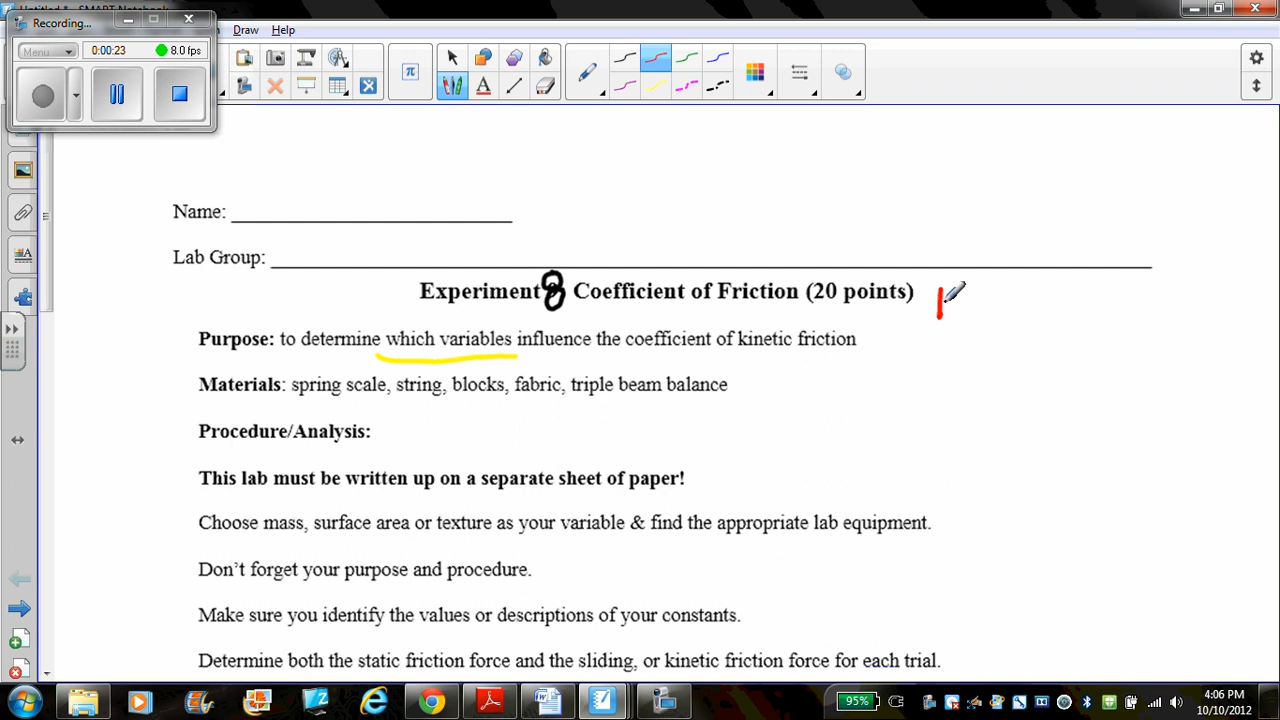 Untitled * - SMART Notebook
Recording...
Menu
0:00:23
8.0 fps
Draw
Help
π
A
Name:
Lab Group:
Experiment 8 Coefficient of Friction (20 points)
Purpose: to determine which variables influence the coefficient of kinetic friction
Materials: spring scale, string, blocks, fabric, triple beam balance
Procedure/Analysis:
This lab must be written up on a separate sheet of paper!
Choose mass, surface area or texture as your variable & find the appropriate lab equipment.
Don't forget your purpose and procedure.
Make sure you identify the values or descriptions of your constants.
Determine both the static friction force and the sliding, or kinetic friction force for each trial.
95%
4:06 PM
10/10/2012